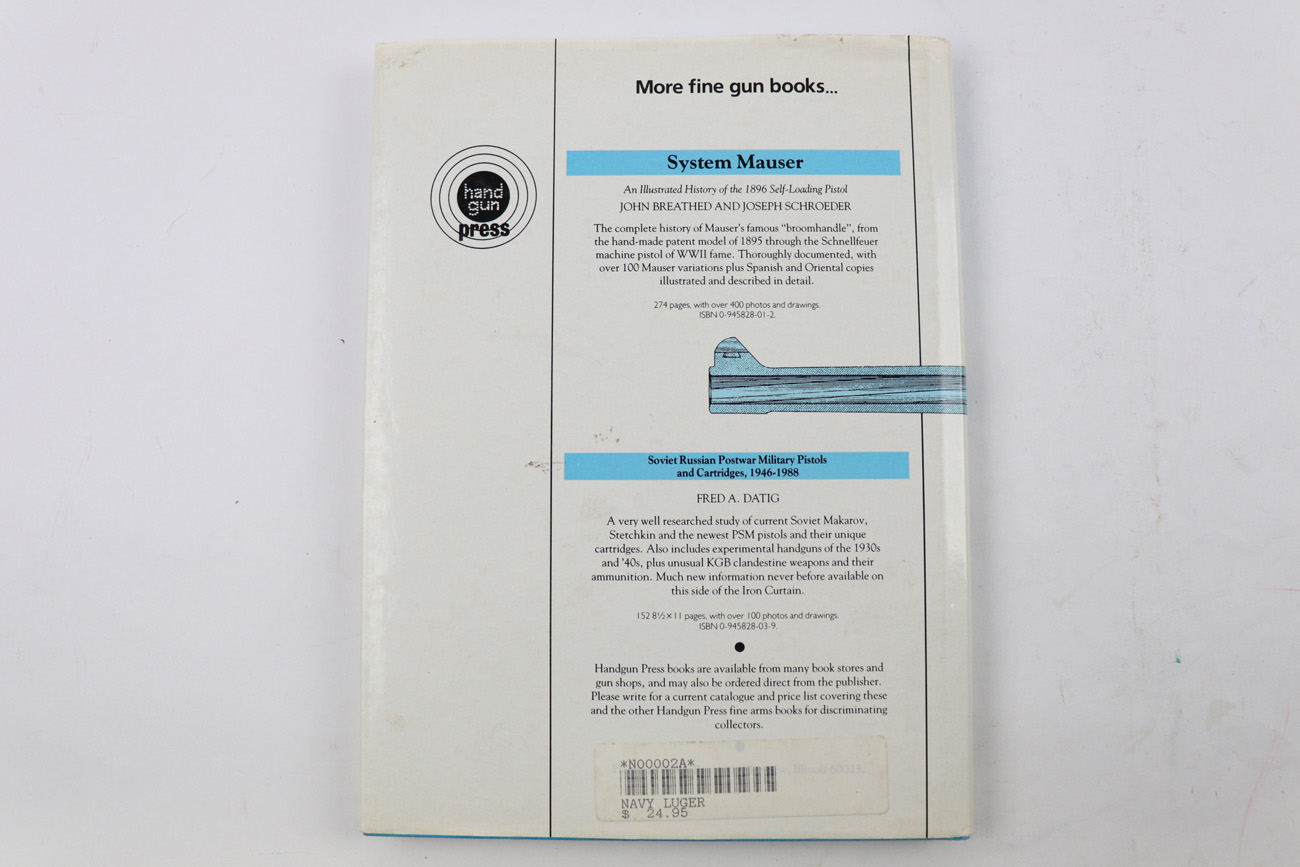 More fine gun books...
hand
gun
press
System Mauser
An Illustrated History of the 1896 Self-Loading Pistol
JOHN BREATHED AND JOSEPH SCHROEDER
The complete history of Mauser's famous "broomhandle", from
the hand-made patent model of 1895 through the Schnellfeuer
machine pistol of WWII fame. Thoroughly documented, with
over 100 Mauser variations plus Spanish and Oriental copies
illustrated and described in detail.
274 pages, with over 400 photos and drawings.
ISBN 0-945828-01-2.
Soviet Russian Postwar Military Pistols
and Cartridges, 1946-1988
FRED A. DATIG
A very well researched study of current Soviet Makarov,
Stetchkin and the newest PSM pistols and their unique
cartridges. Also includes experimental handguns of the 1930s
and '40s, plus unusual KGB clandestine weapons and their
ammunition. Much new information never before available on
this side of the Iron Curtain.
152 8½×11 pages, with over 100 photos and drawings.
ISBN 0-945828-03-9.
Handgun Press books are available from many book stores and
gun shops, and may also be ordered direct from the publisher.
Please write for a current catalogue and price list covering these
and the other Handgun Press fine arms books for discriminating
collectors.
*N00002A*
NAVY LUGER
$ 24.95